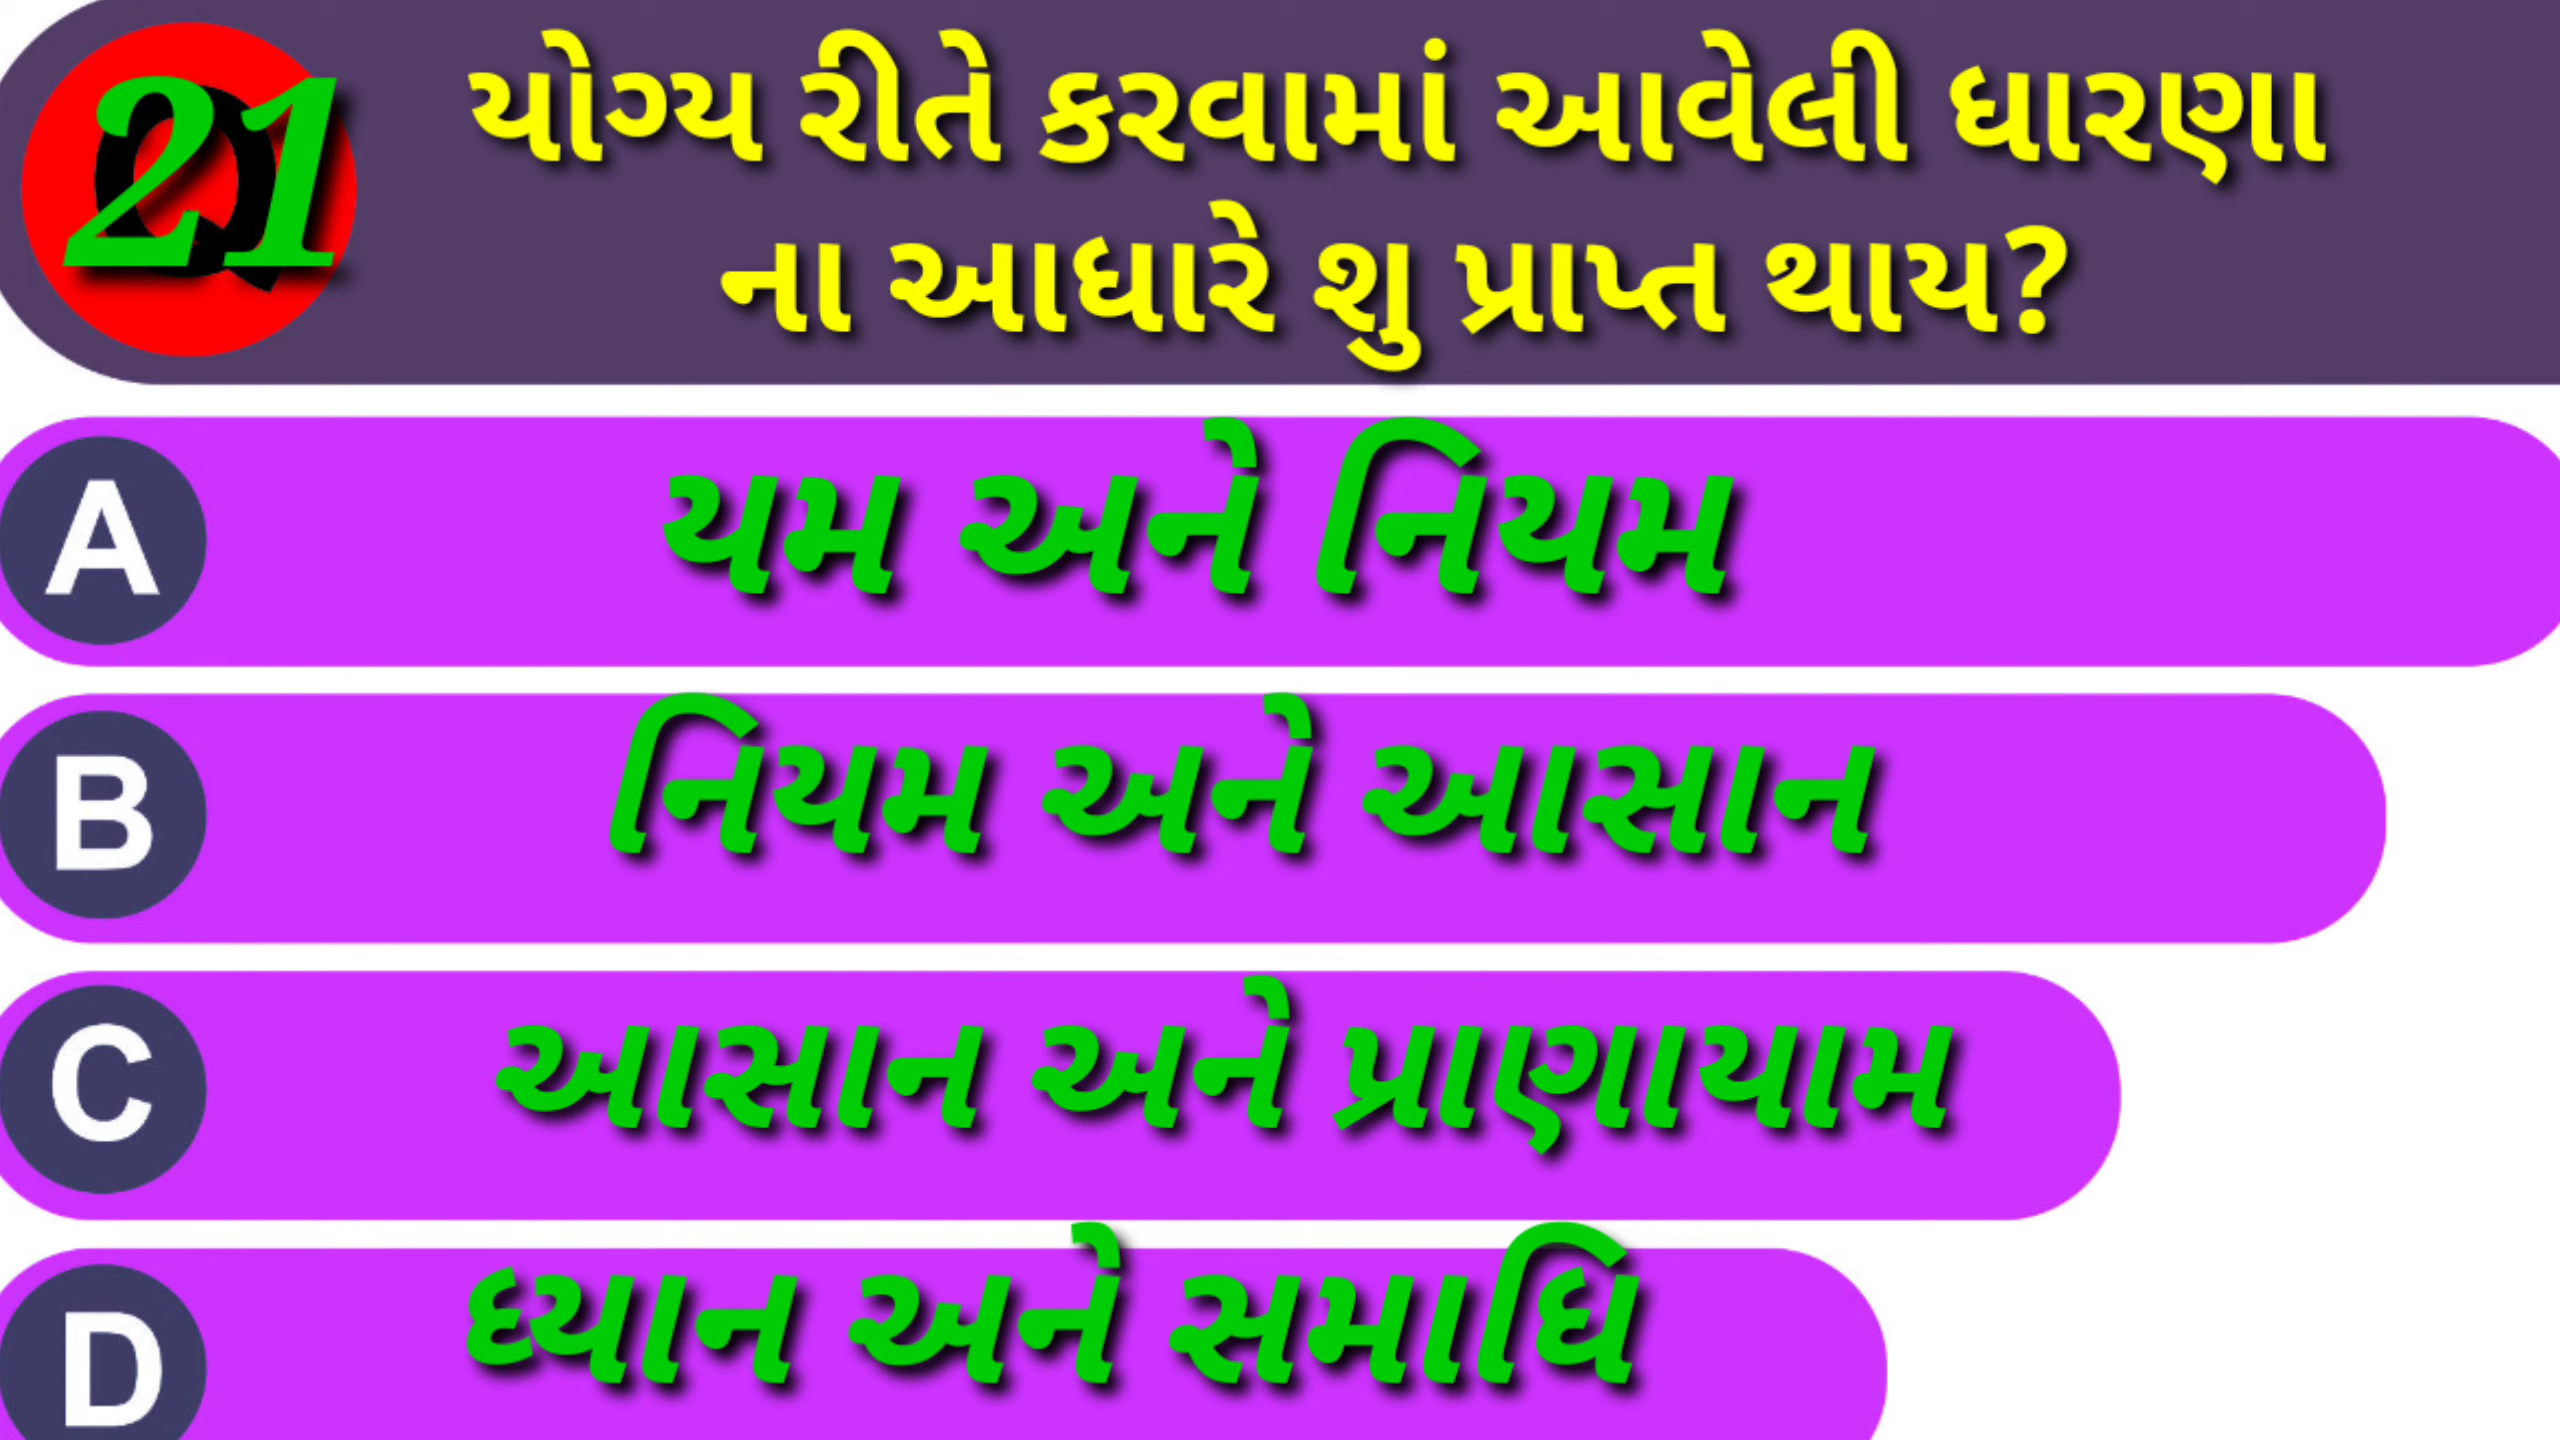 Q
21
યોગ્ય રીતે કરવામાં આવેલી ધારણા
ના આધારે શુ પ્રાપ્ત થાય?
A યમ અને નિયમ
B નિયમ અને આસાન
C આસાન અને પ્રાણાયામ
D ધ્યાન અને સમાધિ